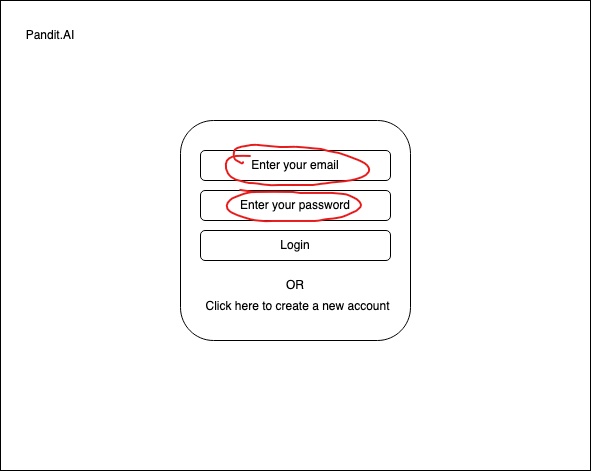 Pandit.AI
Enter your email
Enter your password
Login
OR
Click here to create a new account